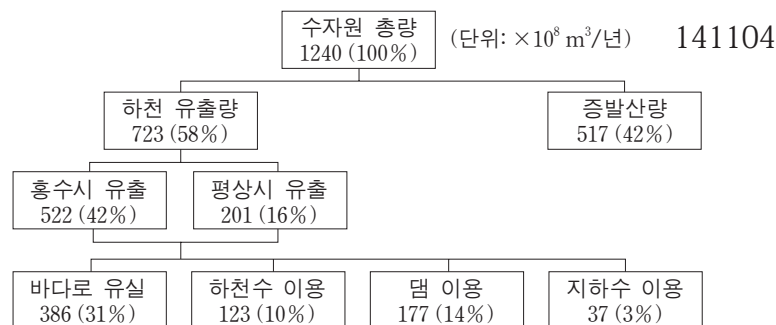 수자원 총량
1240 (100%)
(단위: ×10⁸ m³/년)
141104
하천 유출량
723 (58%)
증발산량
517 (42%)
홍수시 유출
522 (42%)
평상시 유출
201 (16%)
바다로 유실
386 (31%)
하천수 이용
123 (10%)
댐 이용
177 (14%)
지하수 이용
37 (3%)